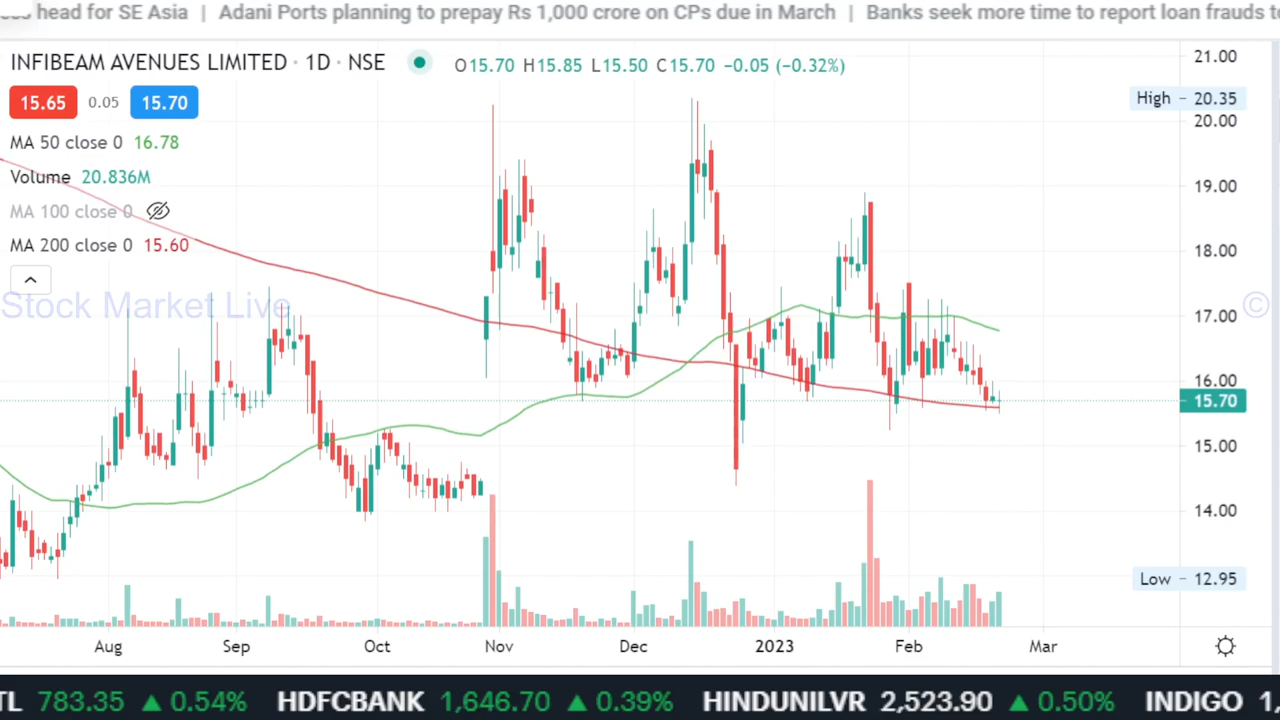 head for SE Asia | Adani Ports planning to prepay Rs 1,000 crore on CPs due in March | Banks seek more time to report loan frauds
INFIBEAM AVENUES LIMITED · 1D · NSE O15.70 H15.85 L15.50 C15.70 −0.05 (−0.32%)
21.00
High 20.35
15.65 0.05 15.70
20.00
MA 50 close 0 16.78
Volume 20.836M
19.00
MA 100 close 0
MA 200 close 0 15.60
18.00
Stock Market Live ©
17.00
16.00
15.70
15.00
14.00
Low 12.95
Aug Sep Oct Nov Dec 2023 Feb Mar
TL 783.35 ▲ 0.54% HDFCBANK 1,646.70 ▲ 0.39% HINDUNILVR 2,523.90 ▲ 0.50% INDIGO